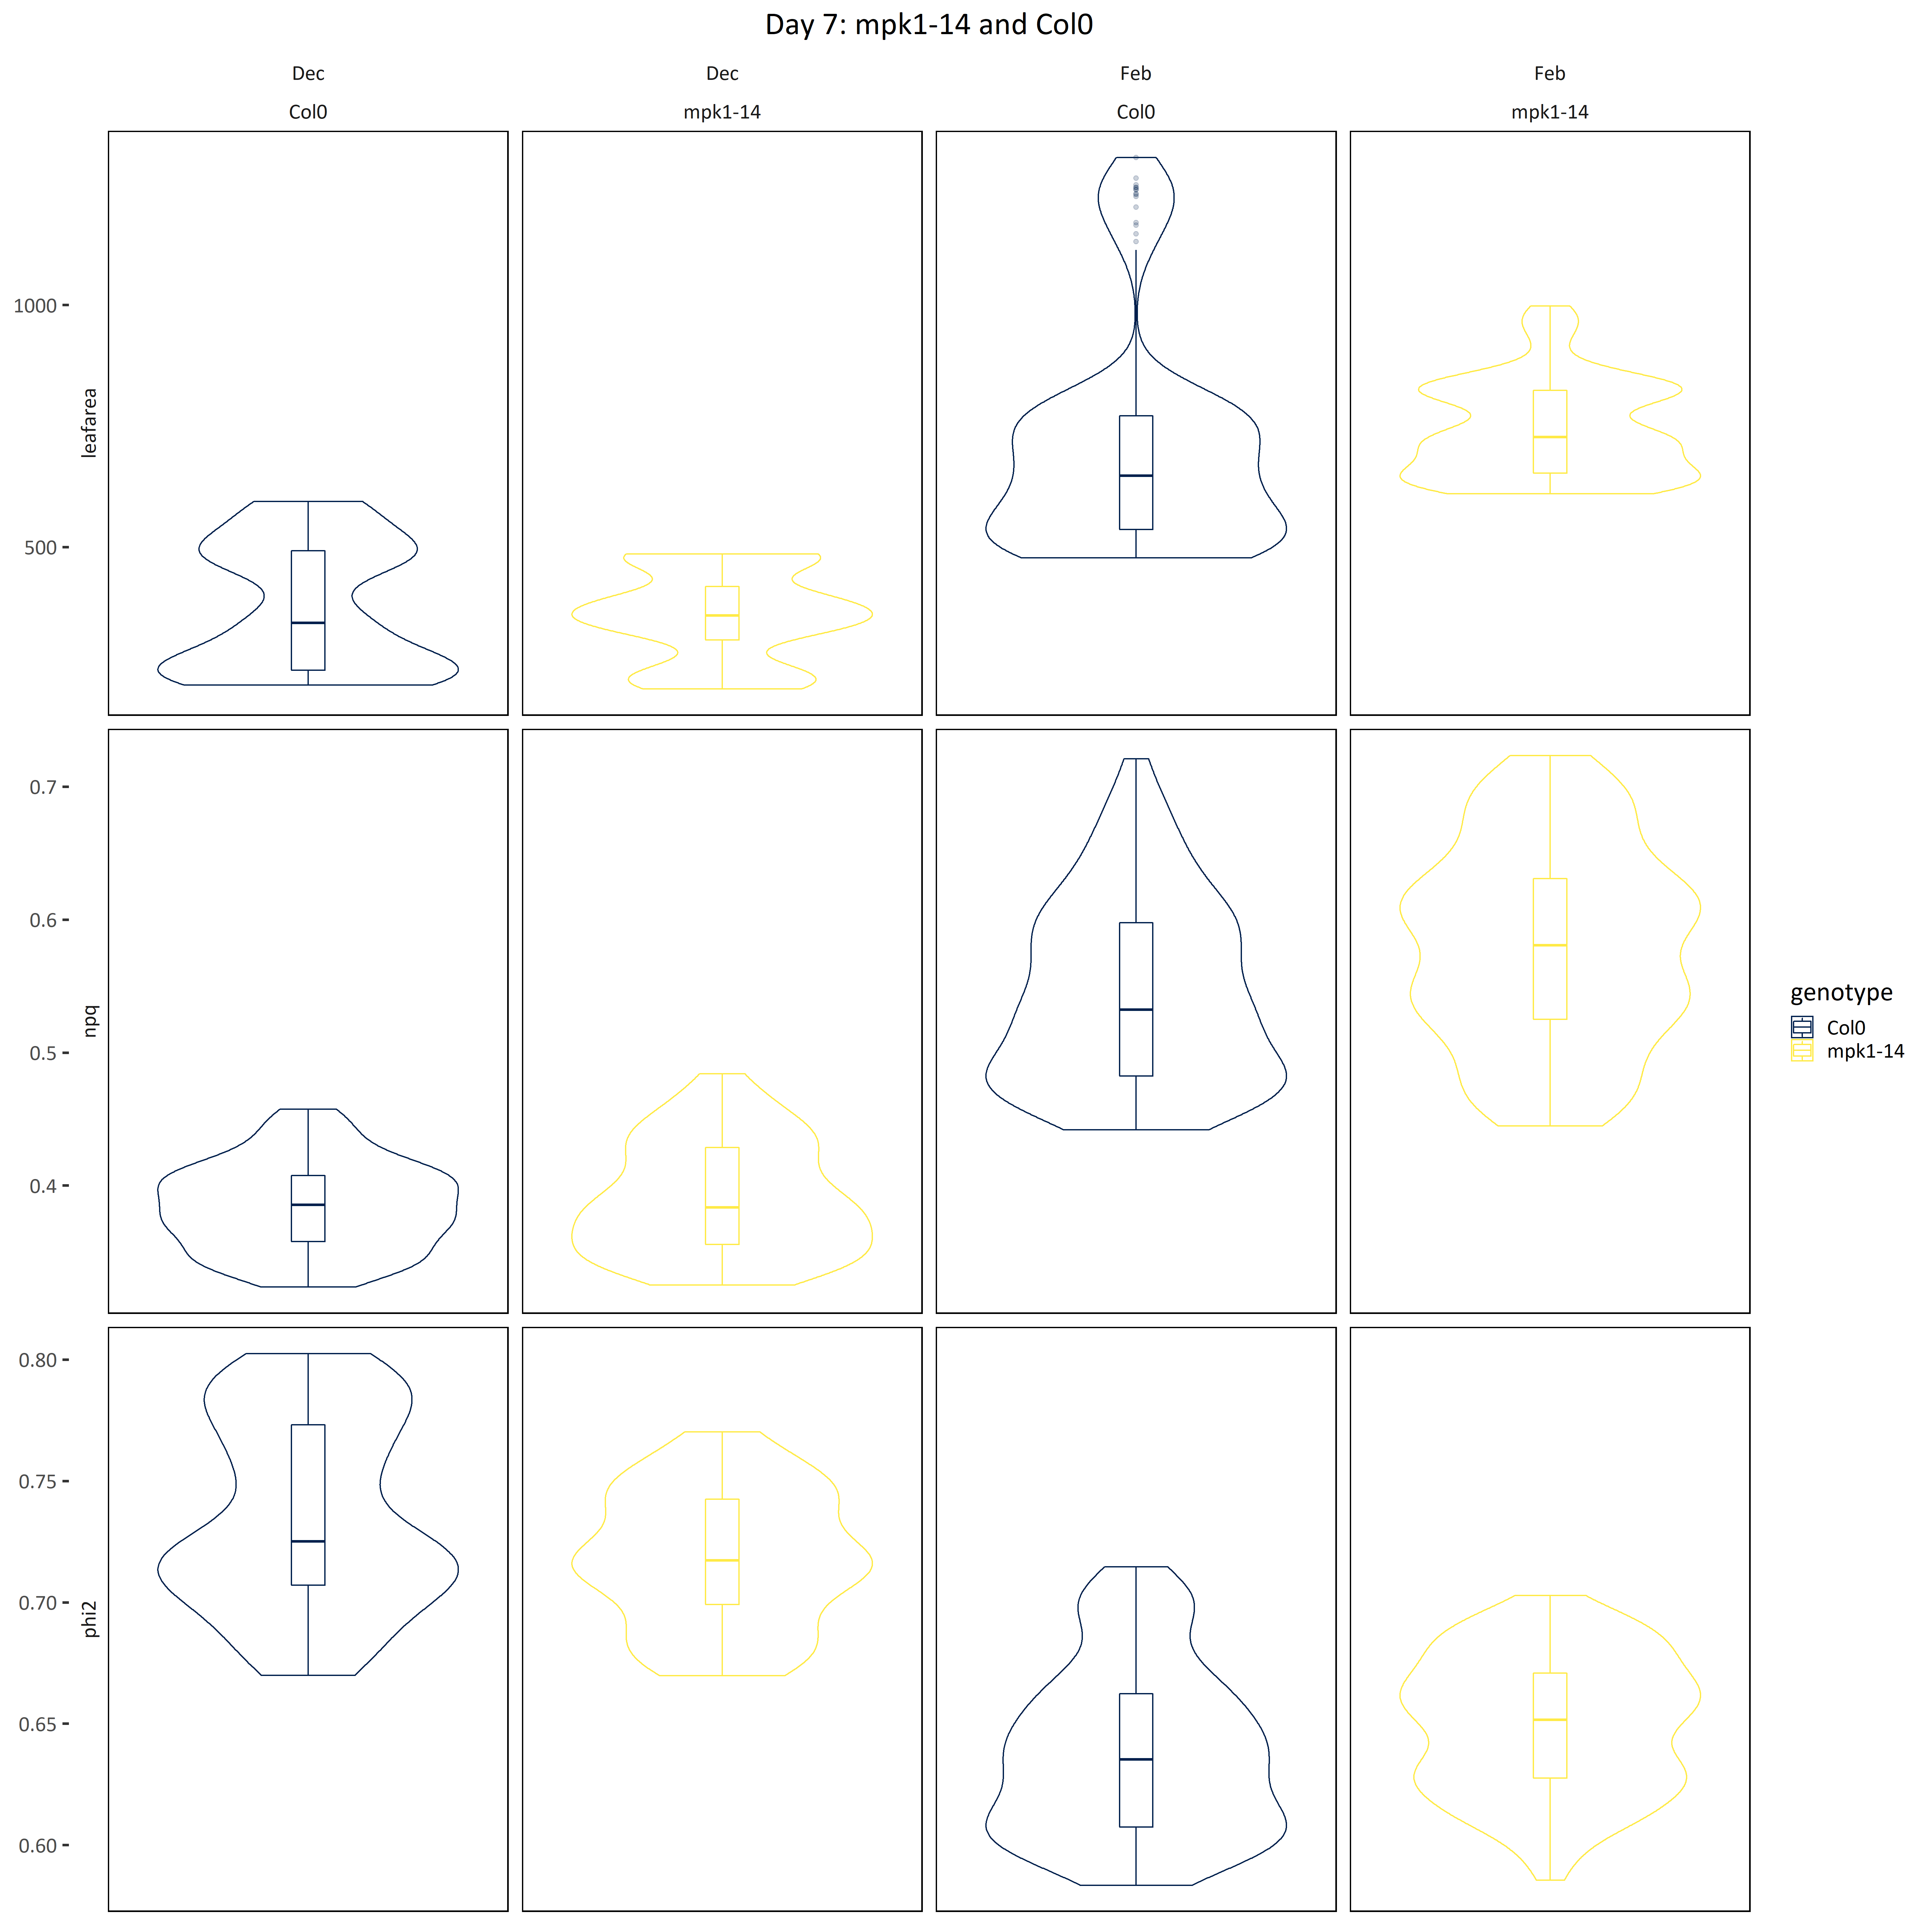 Day 7: mpk1-14 and Col0
Dec
Dec
Feb
Feb
Col0
mpk1-14
Col0
mpk1-14
leafarea
1000
500
npq
0.7
0.6
0.5
0.4
phi2
0.80
0.75
0.70
0.65
0.60
genotype
Col0
mpk1-14